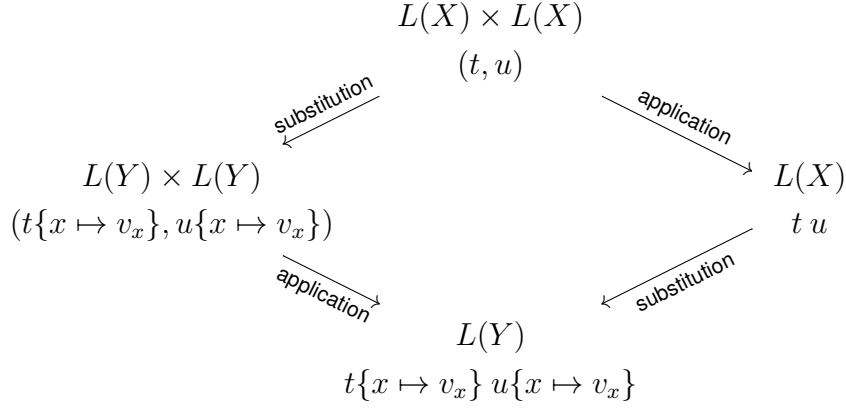 L(X) × L(X)
(t, u)
substitution
application
L(Y) × L(Y)
L(X)
(t{x ↦ v_x}, u{x ↦ v_x})
t u
application
substitution
L(Y)
t{x ↦ v_x} u{x ↦ v_x}